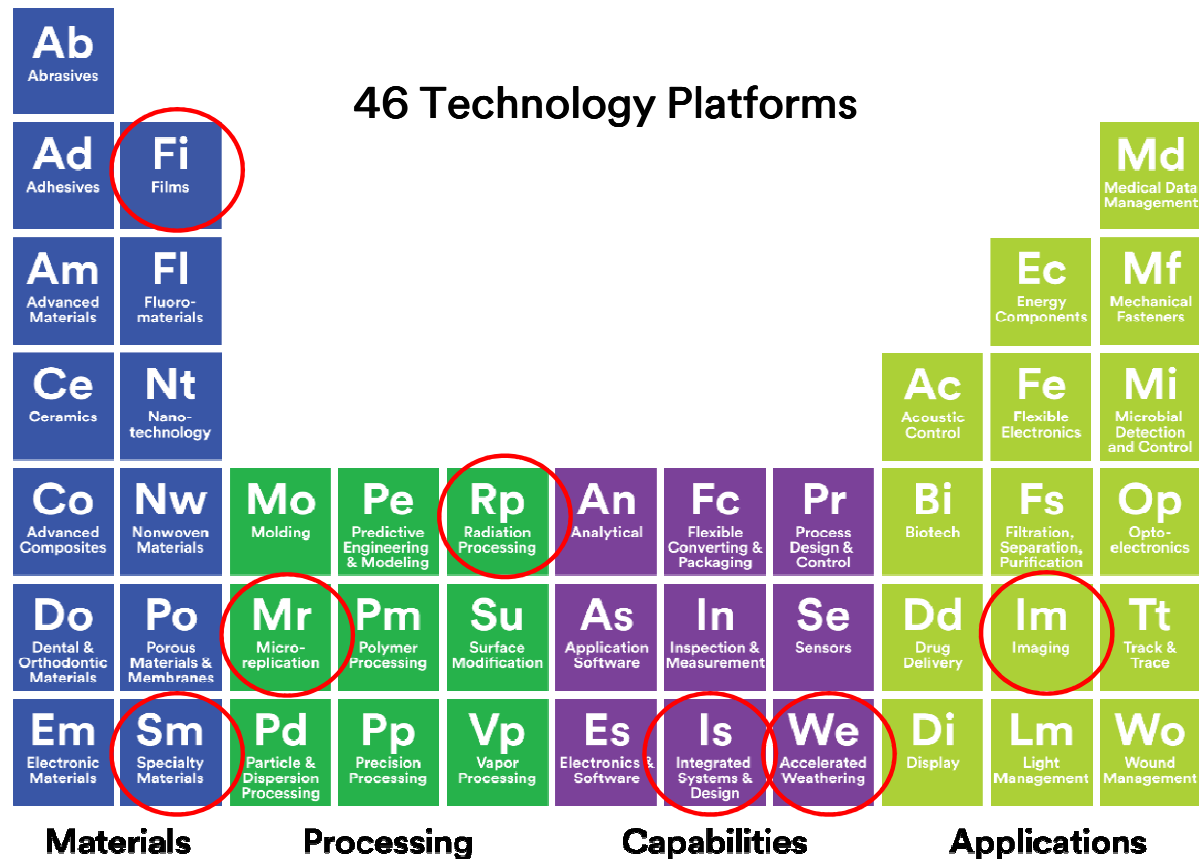 46 Technology Platforms
Ab
Abrasives
Ad
Adhesives
Fi
Films
Md
Medical Data
Management
Am
Advanced
Materials
Fl
Fluoro-
materials
Ec
Energy
Components
Mf
Mechanical
Fasteners
Ce
Ceramics
Nt
Nano-
technology
Ac
Acoustic
Control
Fe
Flexible
Electronics
Mi
Microbial
Detection
and Control
Co
Advanced
Composites
Nw
Nonwoven
Materials
Mo
Molding
Pe
Predictive
Engineering
& Modeling
Rp
Radiation
Processing
An
Analytical
Fc
Flexible
Converting &
Packaging
Pr
Process
Design &
Control
Bi
Biotech
Fs
Filtration,
Separation,
Purification
Op
Opto-
electronics
Do
Dental &
Orthodontic
Materials
Po
Porous
Materials &
Membranes
Mr
Micro-
replication
Pm
Polymer
Processing
Su
Surface
Modification
As
Application
Software
In
Inspection &
Measurement
Se
Sensors
Dd
Drug
Delivery
Im
Imaging
Tt
Track &
Trace
Em
Electronic
Materials
Sm
Specialty
Materials
Pd
Particle &
Dispersion
Processing
Pp
Precision
Processing
Vp
Vapor
Processing
Es
Electronics &
Software
Is
Integrated
Systems &
Design
We
Accelerated
Weathering
Di
Display
Lm
Light
Management
Wo
Wound
Management
Materials
Processing
Capabilities
Applications